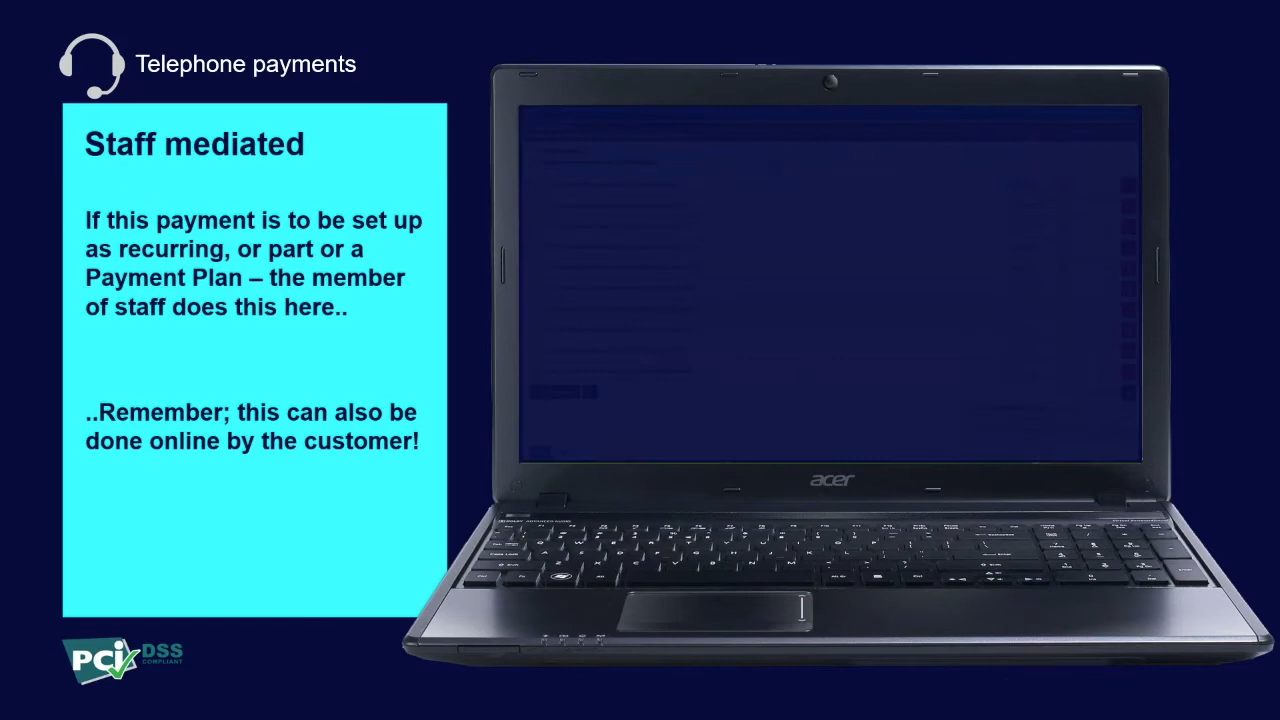 Telephone payments
Staff mediated
If this payment is to be set up
as recurring, or part or a
Payment Plan – the member
of staff does this here..
..Remember; this can also be
done online by the customer!
acer
PCi DSS
COMPLIANT